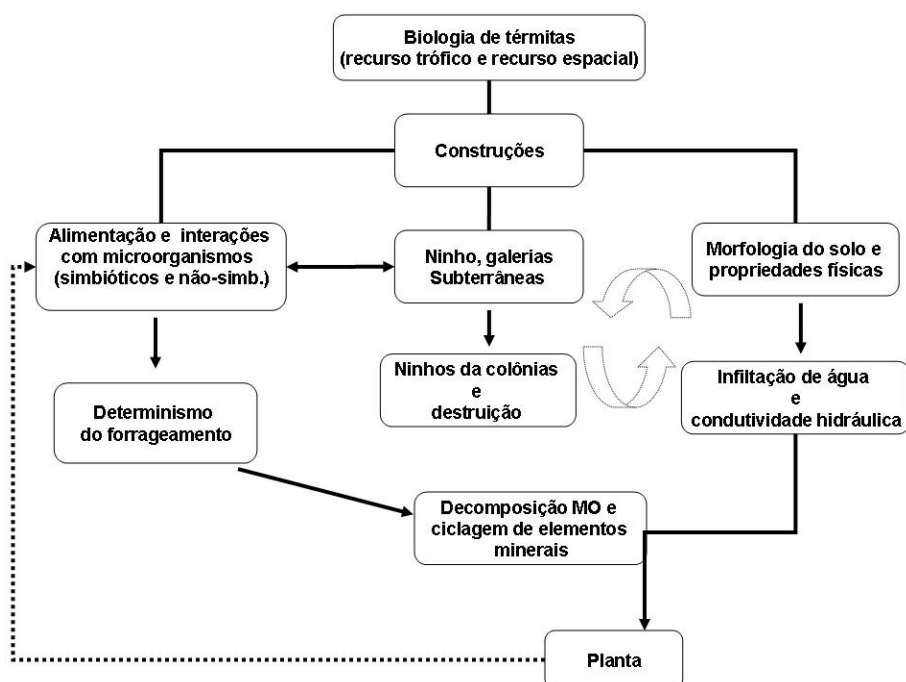 Biologia de térmitas
(recurso trófico e recurso espacial)
Construções
Alimentação e interações
com microorganismos
(simbióticos e não-simb.)
Ninho, galerias
Subterrâneas
Morfologia do solo e
propriedades físicas
Ninhos da colônias
e
destruição
Infiltação de água
e
condutividade hidráulica
Determinismo
do forrageamento
Decomposição MO e
ciclagem de elementos
minerais
Planta